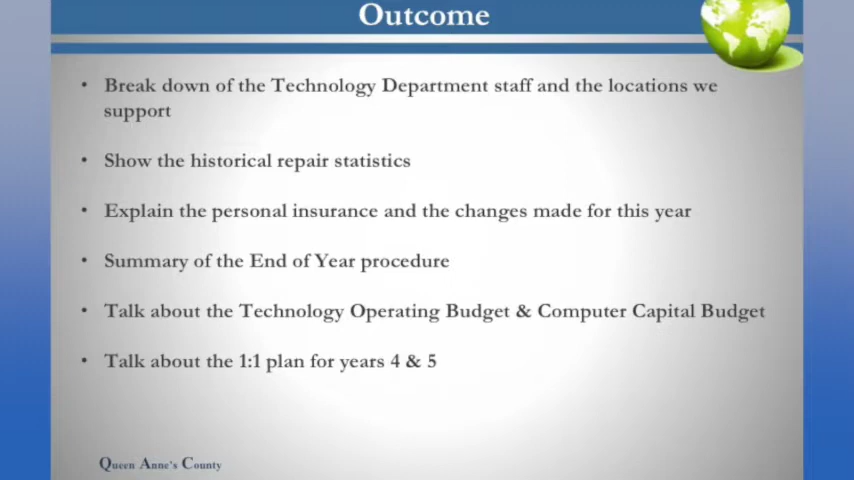 Outcome
• Break down of the Technology Department staff and the locations we
support
• Show the historical repair statistics
• Explain the personal insurance and the changes made for this year
• Summary of the End of Year procedure
• Talk about the Technology Operating Budget & Computer Capital Budget
• Talk about the 1:1 plan for years 4 & 5
Queen Anne's County